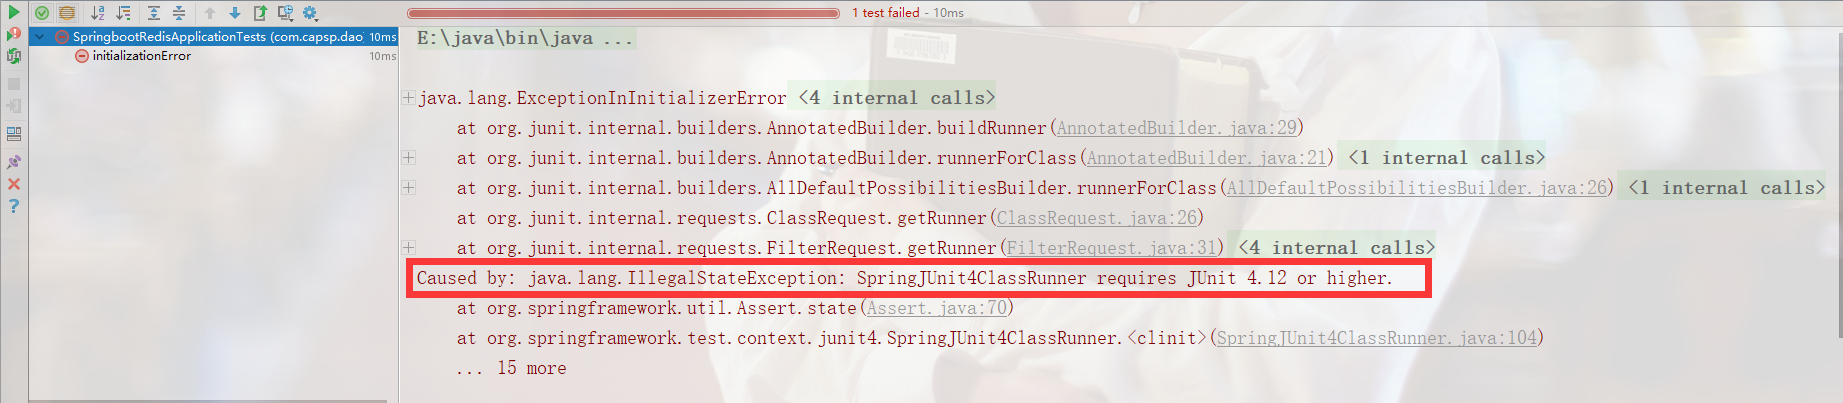 1 test failed - 10ms
SpringbootRedisApplicationTests (com.capsp.dao) 10ms
initializationError 10ms
E:\java\bin\java ...
java.lang.ExceptionInInitializerError <4 internal calls>
at org.junit.internal.builders.AnnotatedBuilder.buildRunner(AnnotatedBuilder.java:29)
at org.junit.internal.builders.AnnotatedBuilder.runnerForClass(AnnotatedBuilder.java:21) <1 internal calls>
at org.junit.internal.builders.AllDefaultPossibilitiesBuilder.runnerForClass(AllDefaultPossibilitiesBuilder.java:26) <1 internal calls>
at org.junit.internal.requests.ClassRequest.getRunner(ClassRequest.java:26)
at org.junit.internal.requests.FilterRequest.getRunner(FilterRequest.java:31) <4 internal calls>
Caused by: java.lang.IllegalStateException: SpringJUnit4ClassRunner requires JUnit 4.12 or higher.
at org.springframework.util.Assert.state(Assert.java:70)
at org.springframework.test.context.junit4.SpringJUnit4ClassRunner.<clinit>(SpringJUnit4ClassRunner.java:104)
... 15 more